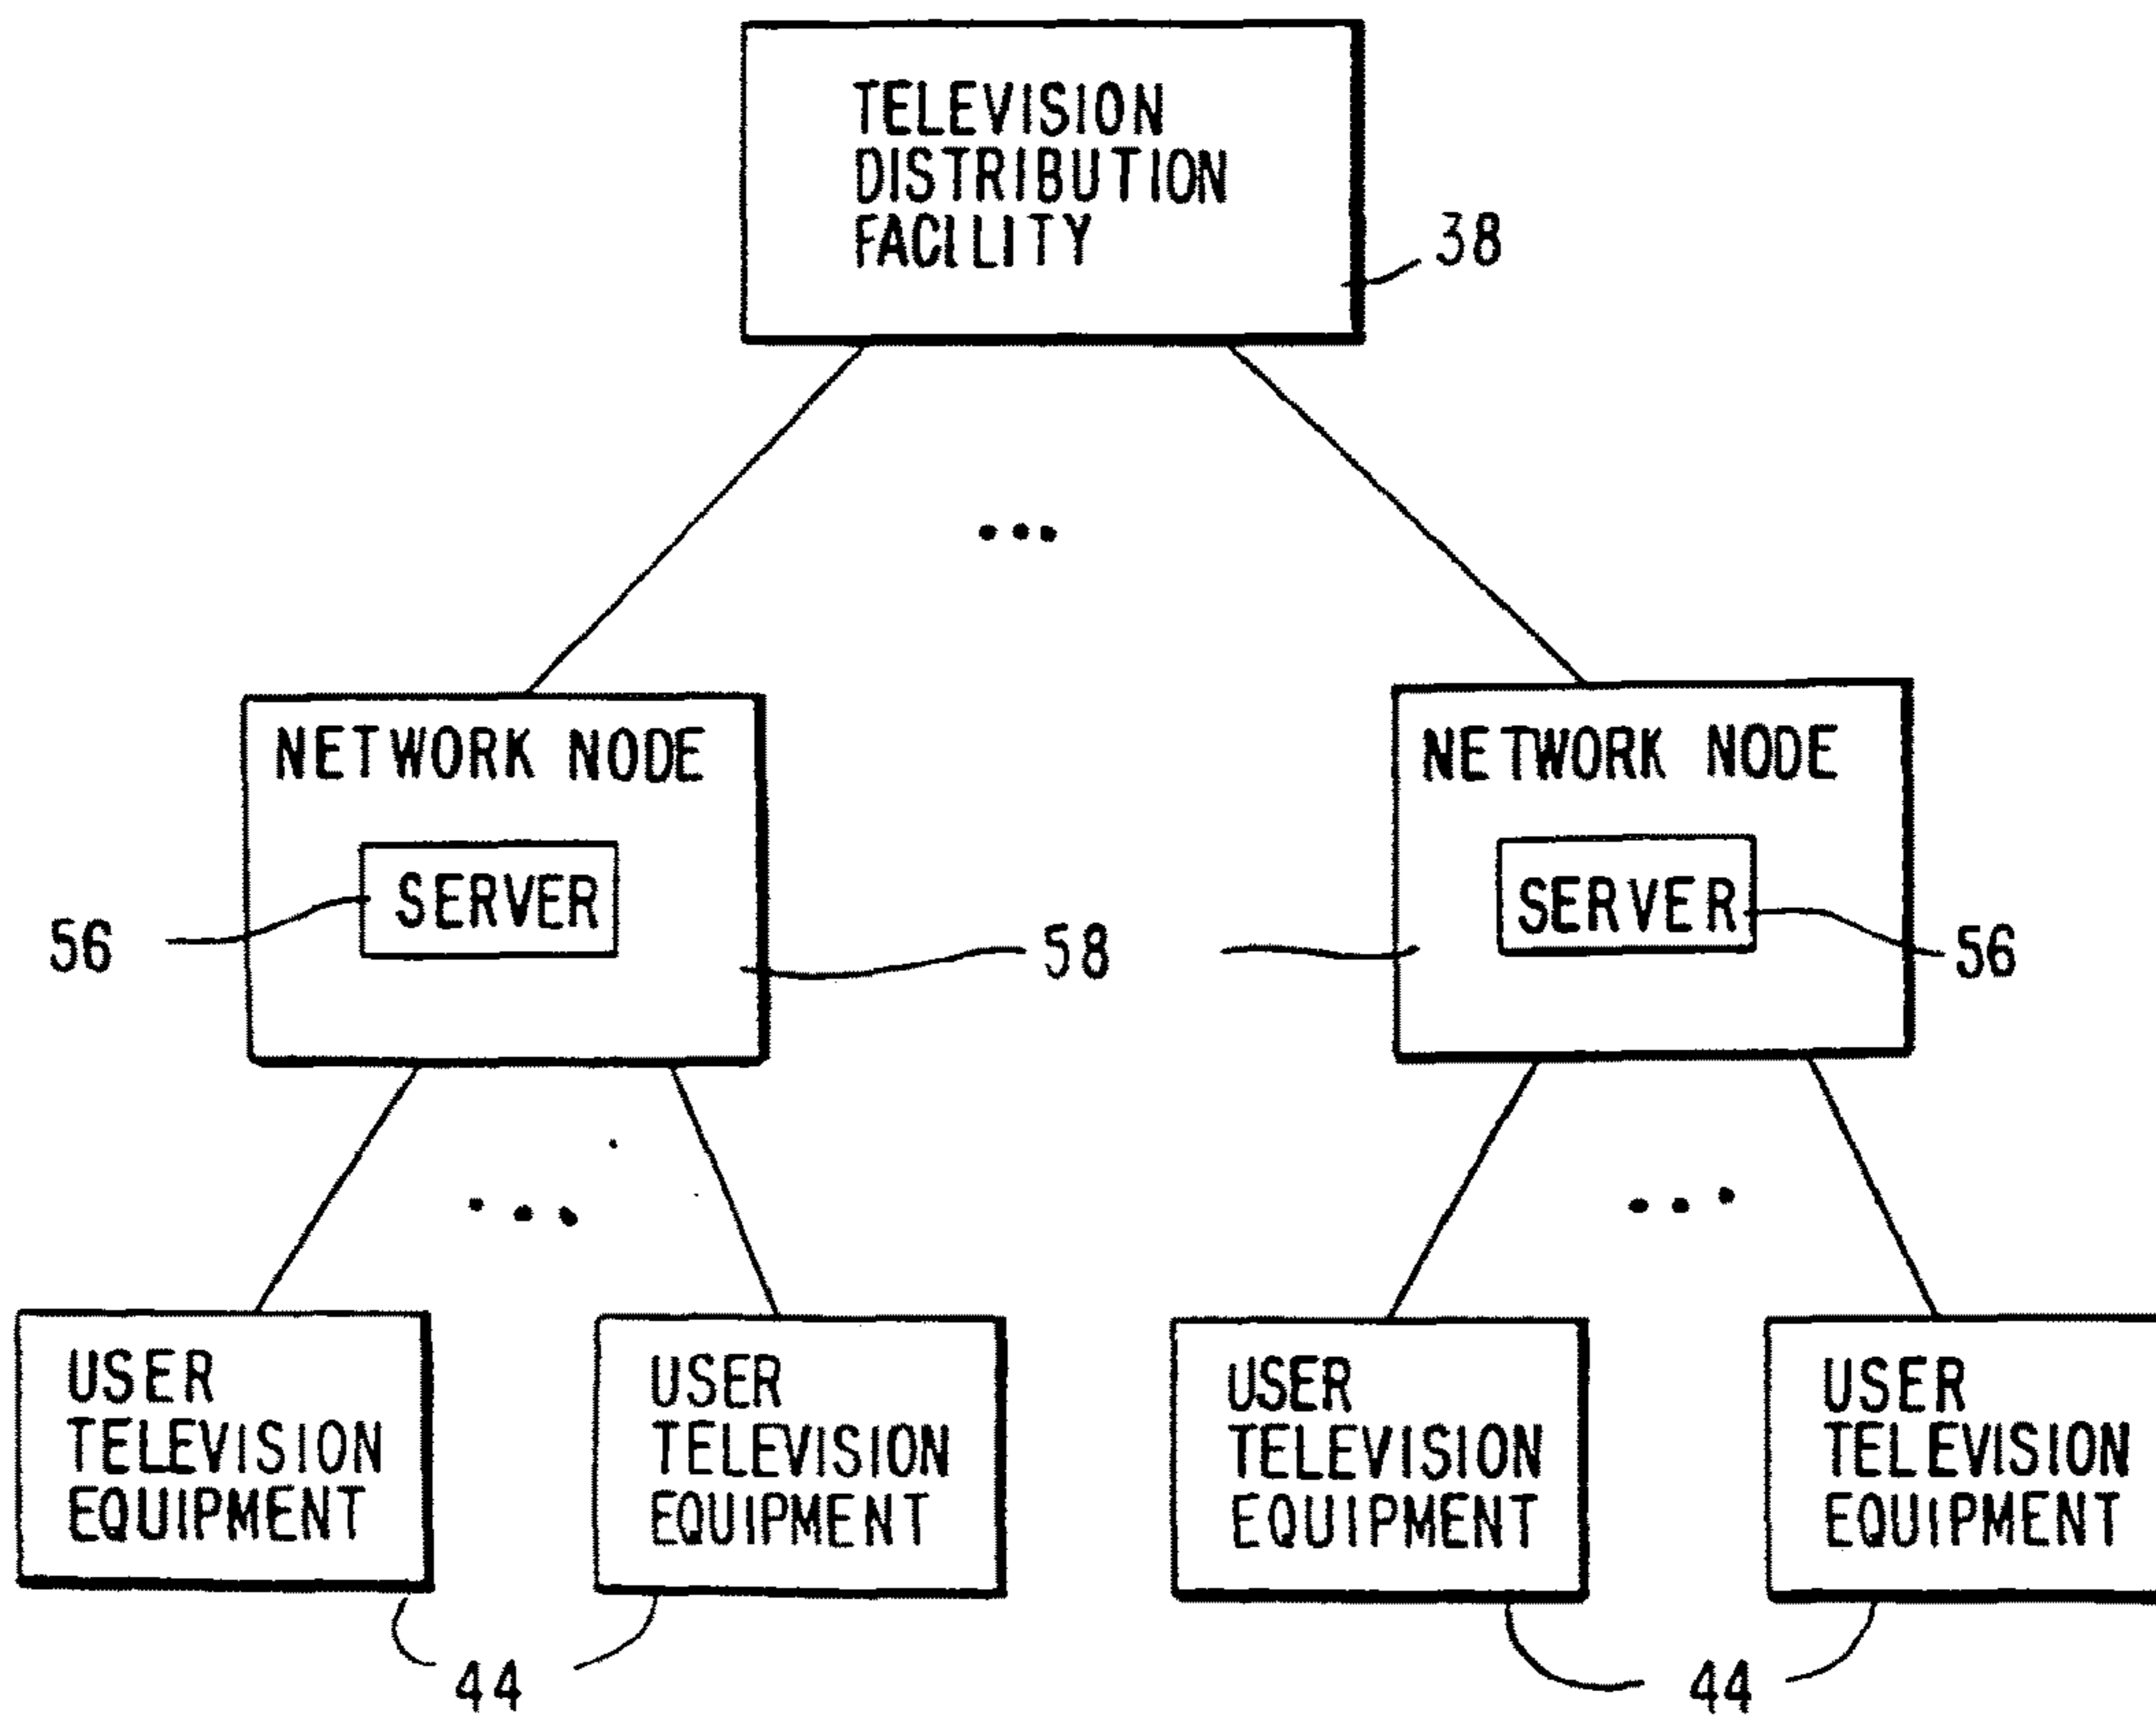 TELEVISION
DISTRIBUTION
FACILITY
38
NETWORK NODE
NETWORK NODE
SERVER
SERVER
56
58
56
USER
TELEVISION
EQUIPMENT
USER
TELEVISION
EQUIPMENT
USER
TELEVISION
EQUIPMENT
USER
TELEVISION
EQUIPMENT
44
44